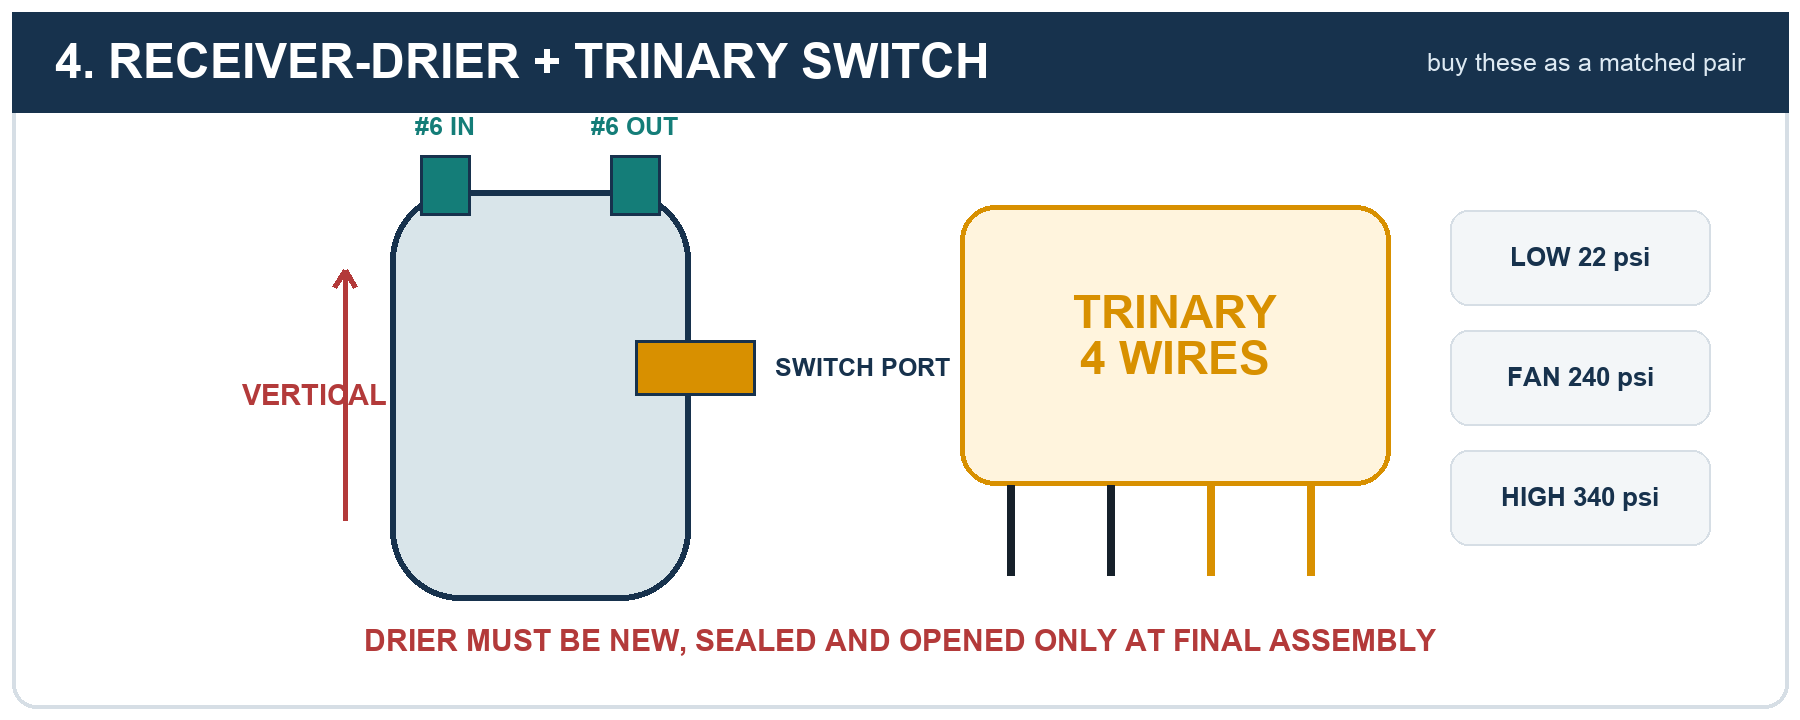 4. RECEIVER-DRIER + TRINARY SWITCH
buy these as a matched pair
#6 IN
#6 OUT
VERTICAL
SWITCH PORT
TRINARY
4 WIRES
LOW 22 psi
FAN 240 psi
HIGH 340 psi
DRIER MUST BE NEW, SEALED AND OPENED ONLY AT FINAL ASSEMBLY